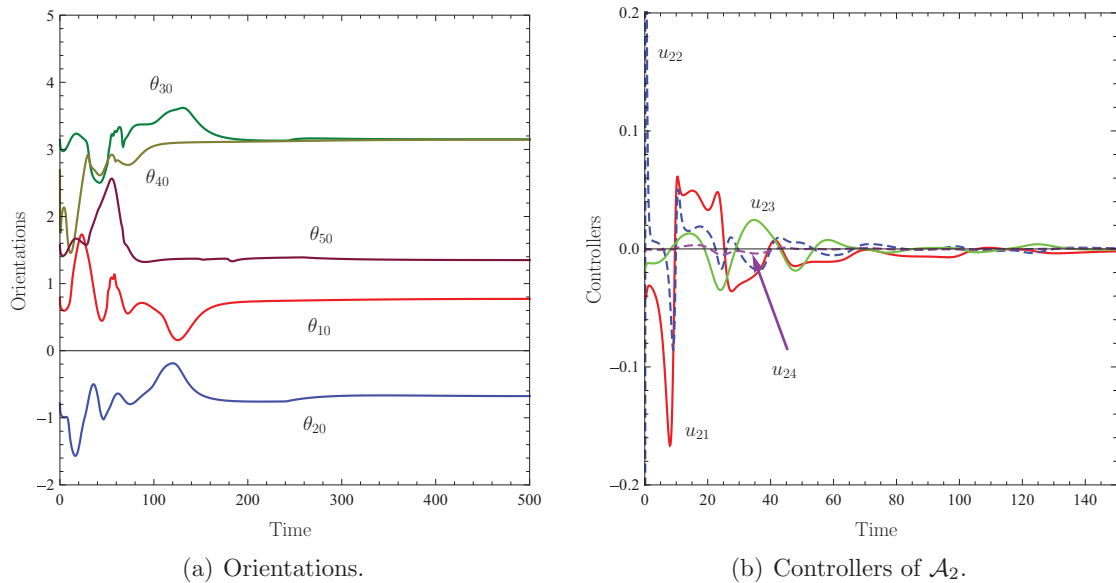 5
4
3
2
1
0
−1
−2
0
100
200
300
400
500
Orientations
Time
θ30
θ40
θ50
θ10
θ20
(a) Orientations.
0.2
0.1
0.0
−0.1
−0.2
0
20
40
60
80
100
120
140
Controllers
Time
u22
u23
u24
u21
(b) Controllers of 𝒜2.